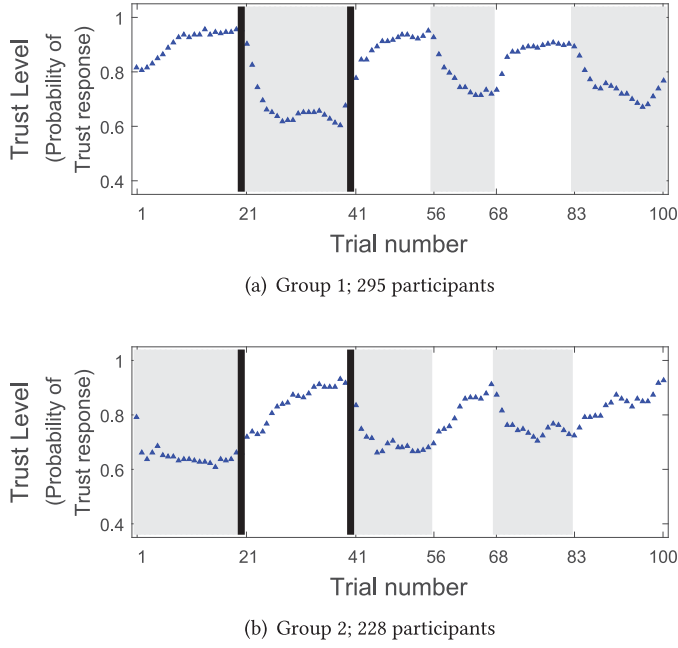 Trust Level
(Probability of
Trust response)
1
0.8
0.6
0.4
1 21 41 56 68 83 100
Trial number
(a) Group 1; 295 participants
Trust Level
(Probability of
Trust response)
1
0.8
0.6
0.4
1 21 41 56 68 83 100
Trial number
(b) Group 2; 228 participants